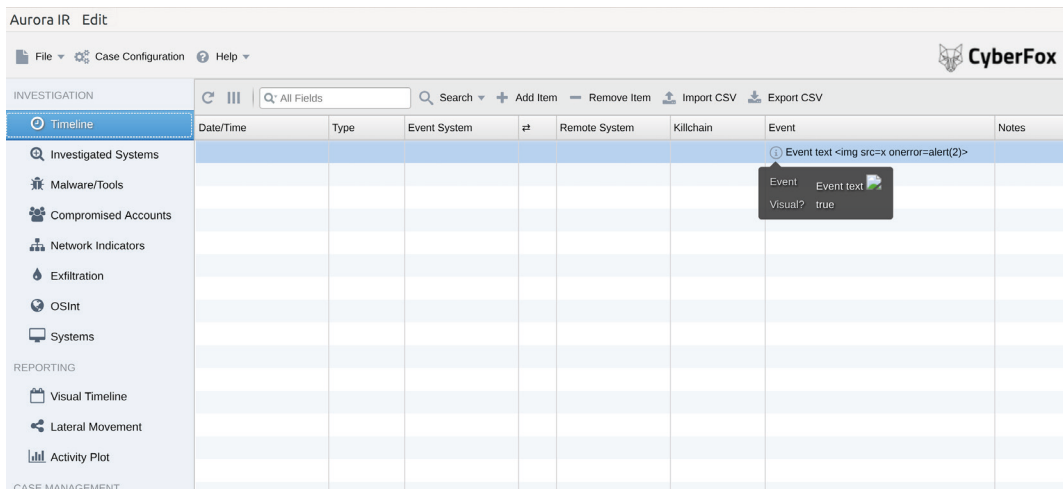 Aurora IR Edit
File Case Configuration Help CyberFox
INVESTIGATION
All Fields Search Add Item Remove Item Import CSV Export CSV
Timeline
Date/Time Type Event System ⇄ Remote System Killchain Event Notes
Investigated Systems
Event text <img src=x onerror=alert(2)>
Malware/Tools
Event Event text
Visual? true
Compromised Accounts
Network Indicators
Exfiltration
OSInt
Systems
REPORTING
Visual Timeline
Lateral Movement
Activity Plot
CASE MANAGEMENT